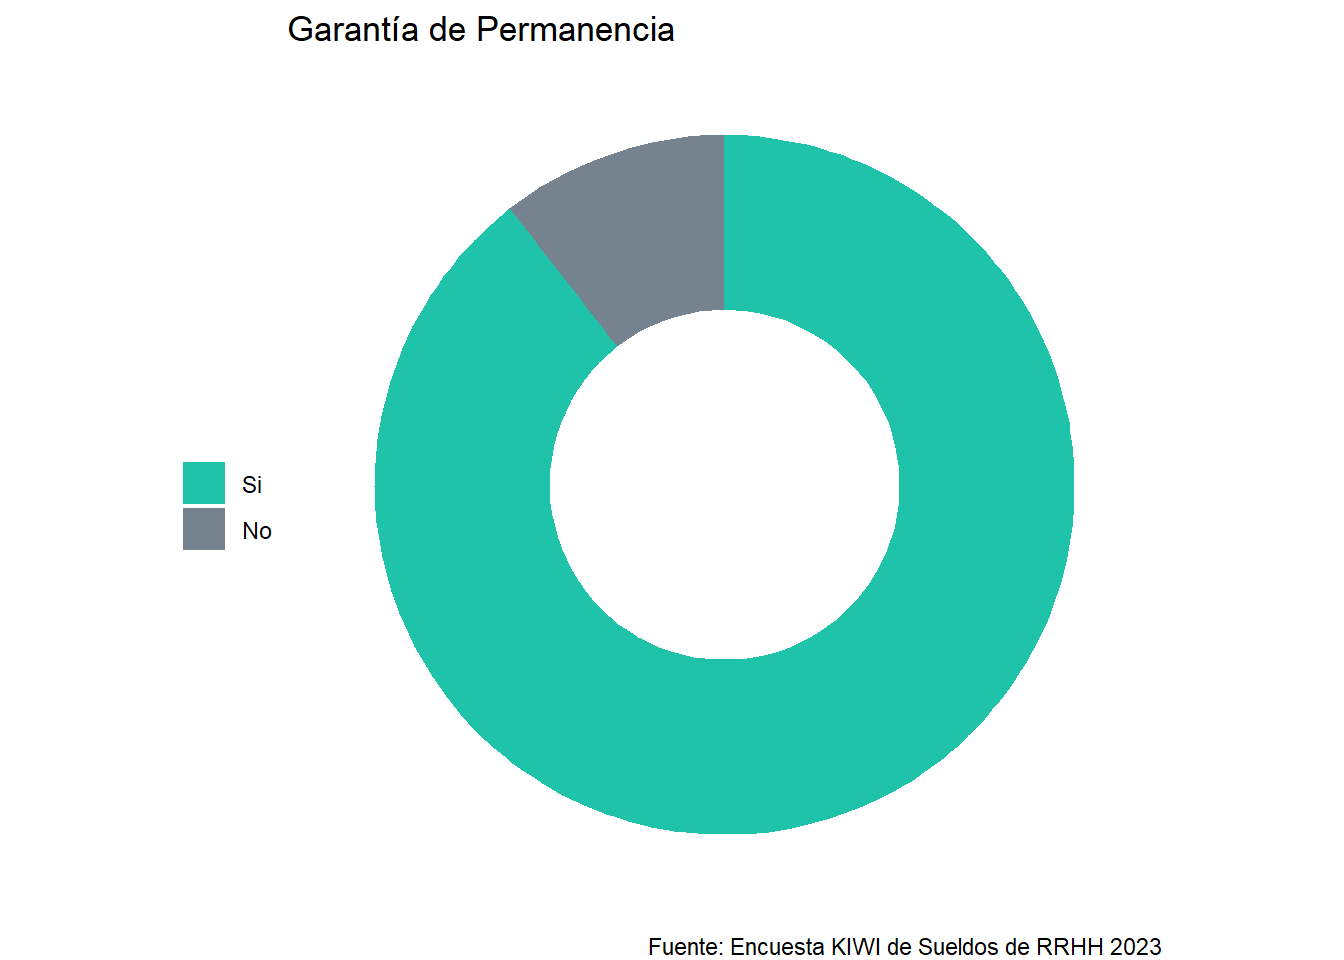 Garantía de Permanencia
Si
No
Fuente: Encuesta KIWI de Sueldos de RRHH 2023